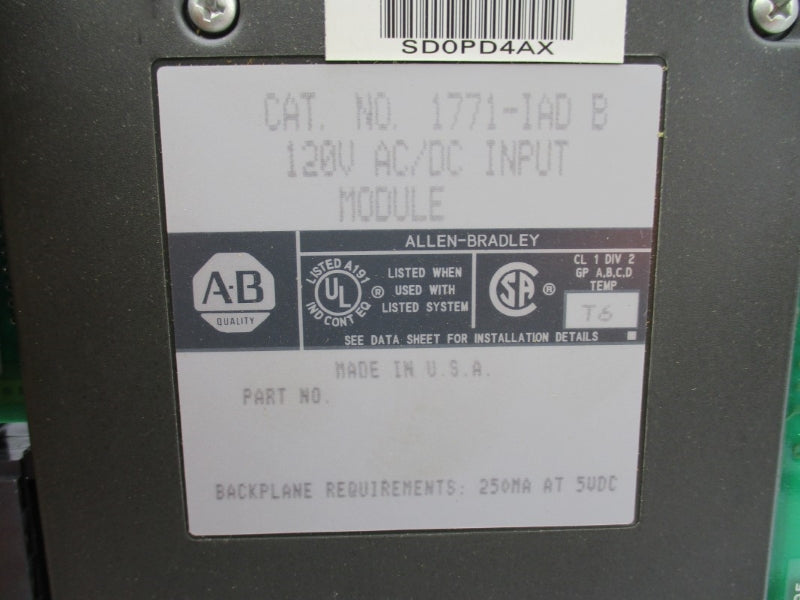 SD0PD4AX
CAT. NO. 1771-IAD B
120V AC/DC INPUT
MODULE
ALLEN-BRADLEY
A·B
QUALITY
LISTED A191
UL
IND CONT EQ
®
LISTED WHEN
USED WITH
LISTED SYSTEM
SA ®
CL 1 DIV 2
GP A,B,C,D
TEMP
T6
SEE DATA SHEET FOR INSTALLATION DETAILS
MADE IN U.S.A.
PART NO.
BACKPLANE REQUIREMENTS: 250MA AT 5VDC